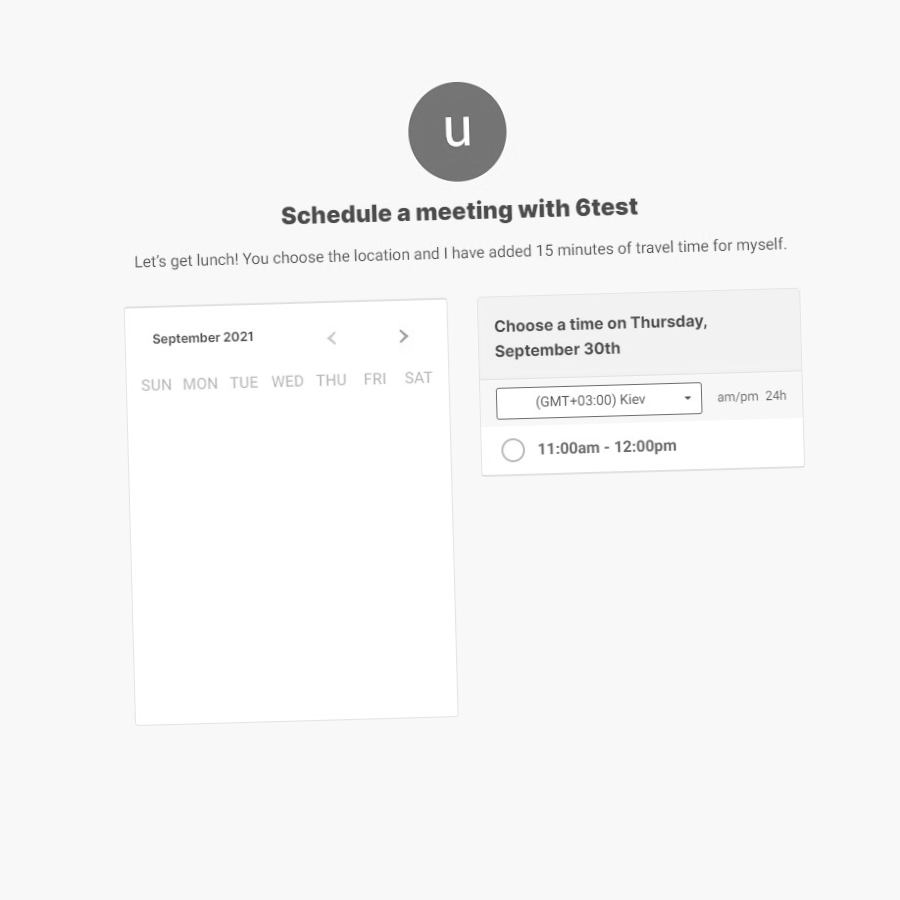 u
Schedule a meeting with 6test
Let's get lunch! You choose the location and I have added 15 minutes of travel time for myself.
September 2021
SUN MON TUE WED THU FRI SAT
Choose a time on Thursday,
September 30th
(GMT+03:00) Kiev
am/pm 24h
11:00am - 12:00pm